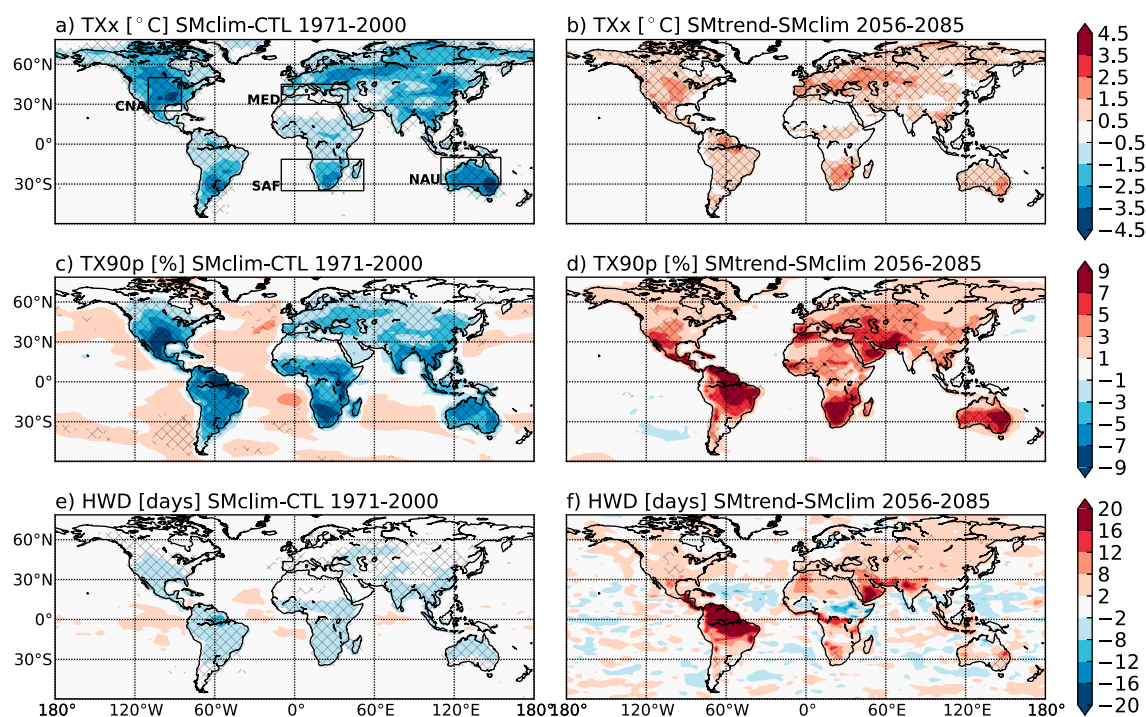 a) TXx [°C] SMclim-CTL 1971-2000
b) TXx [°C] SMtrend-SMclim 2056-2085
60°N
30°N
0°
30°S
CNA
MED
SAF
NAU
4.5
3.5
2.5
1.5
0.5
−0.5
−1.5
−2.5
−3.5
−4.5
c) TX90p [%] SMclim-CTL 1971-2000
d) TX90p [%] SMtrend-SMclim 2056-2085
60°N
30°N
0°
30°S
9
7
5
3
1
−1
−3
−5
−7
−9
e) HWD [days] SMclim-CTL 1971-2000
f) HWD [days] SMtrend-SMclim 2056-2085
60°N
30°N
0°
30°S
20
16
12
8
2
−2
−8
−12
−16
−20
180° 120°W 60°W 0° 60°E 120°E 180°
180° 120°W 60°W 0° 60°E 120°E 180°